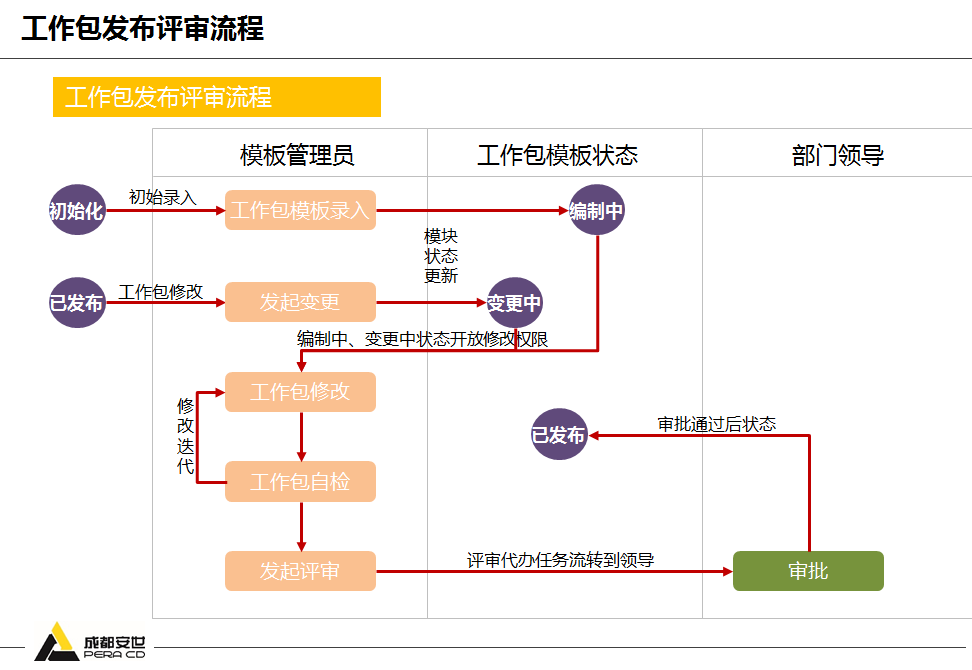 工作包发布评审流程
工作包发布评审流程
模板管理员
工作包模板状态
部门领导
初始化
初始录入
工作包模板录入
编制中
模块
状态
更新
已发布
工作包修改
发起变更
变更中
编制中、变更中状态开放修改权限
工作包修改
修
改
迭
代
已发布
审批通过后状态
工作包自检
发起评审
评审代办任务流转到领导
审批
成都安世
PERA CD